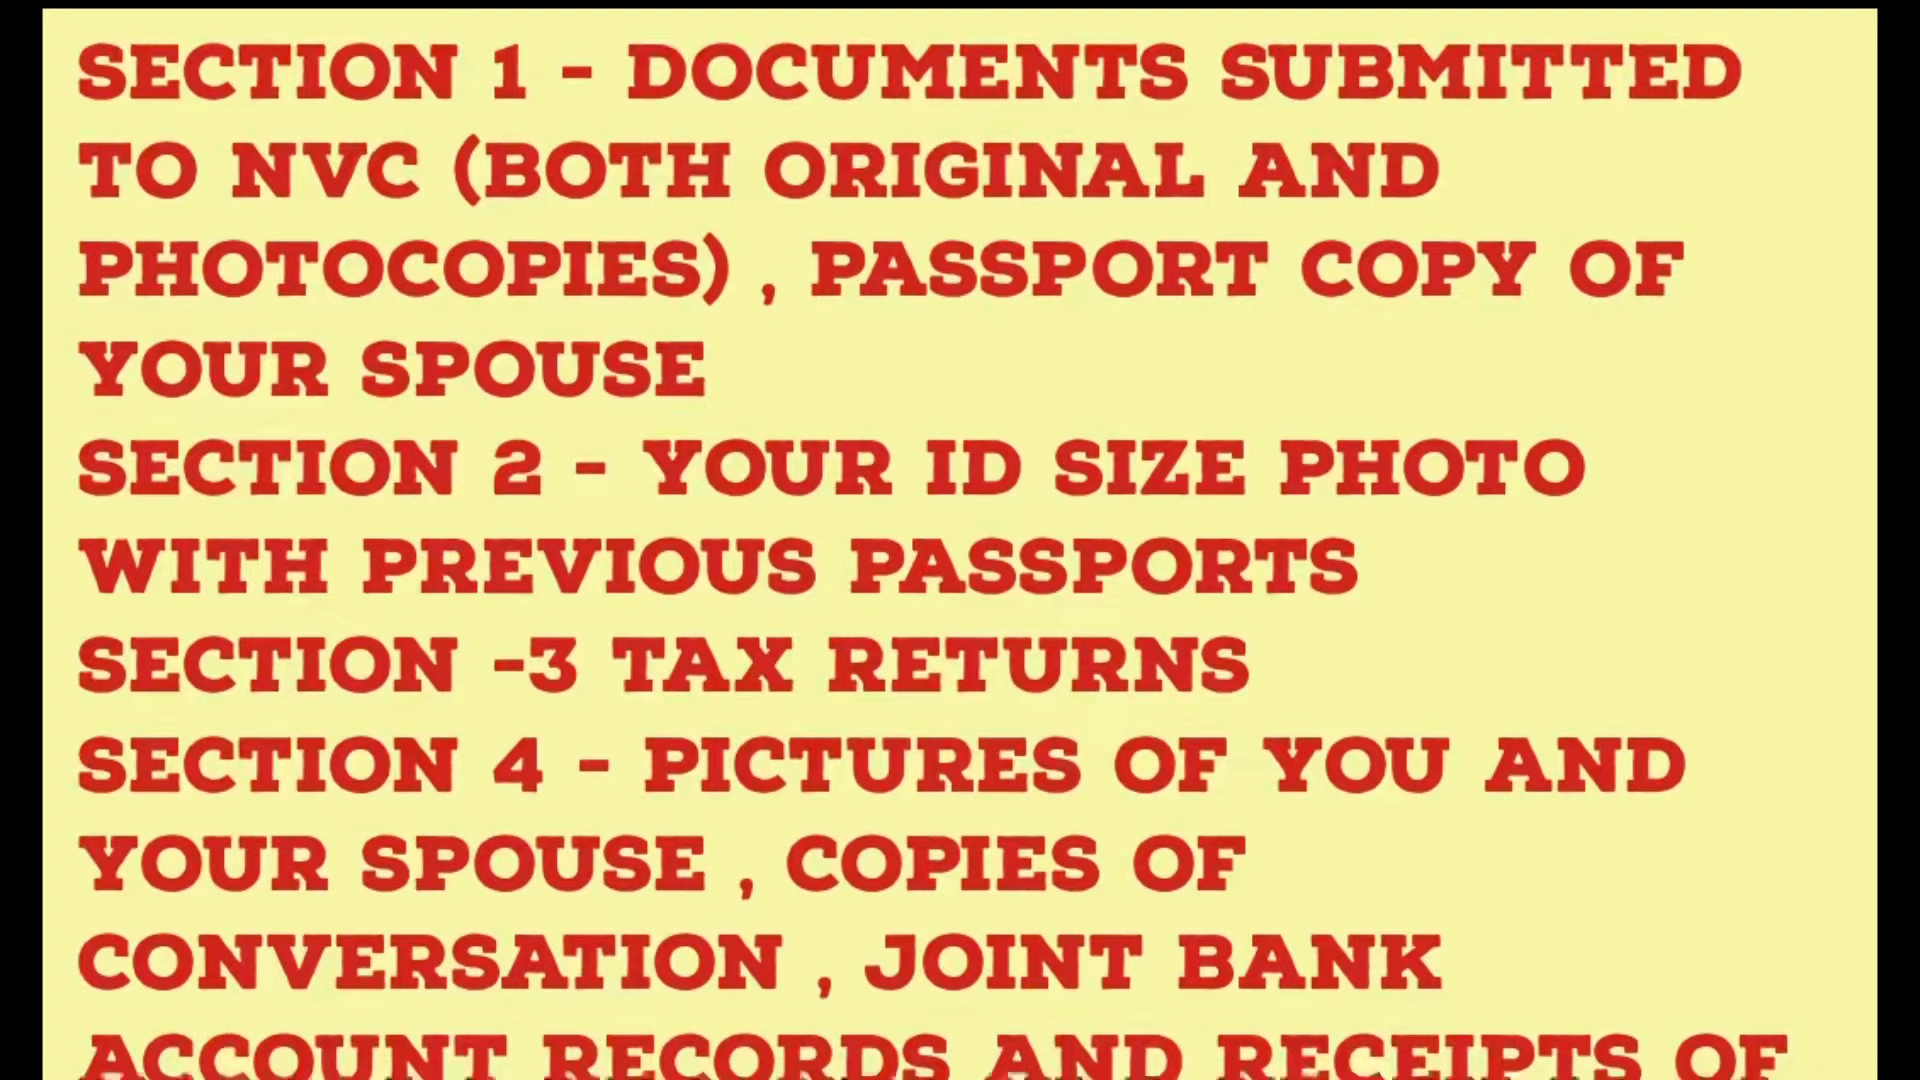 SECTION 1 - DOCUMENTS SUBMITTED
TO NVC (BOTH ORIGINAL AND
PHOTOCOPIES) , PASSPORT COPY OF
YOUR SPOUSE
SECTION 2 - YOUR ID SIZE PHOTO
WITH PREVIOUS PASSPORTS
SECTION -3 TAX RETURNS
SECTION 4 - PICTURES OF YOU AND
YOUR SPOUSE , COPIES OF
CONVERSATION , JOINT BANK
ACCOUNT RECORDS AND RECEIPTS OF